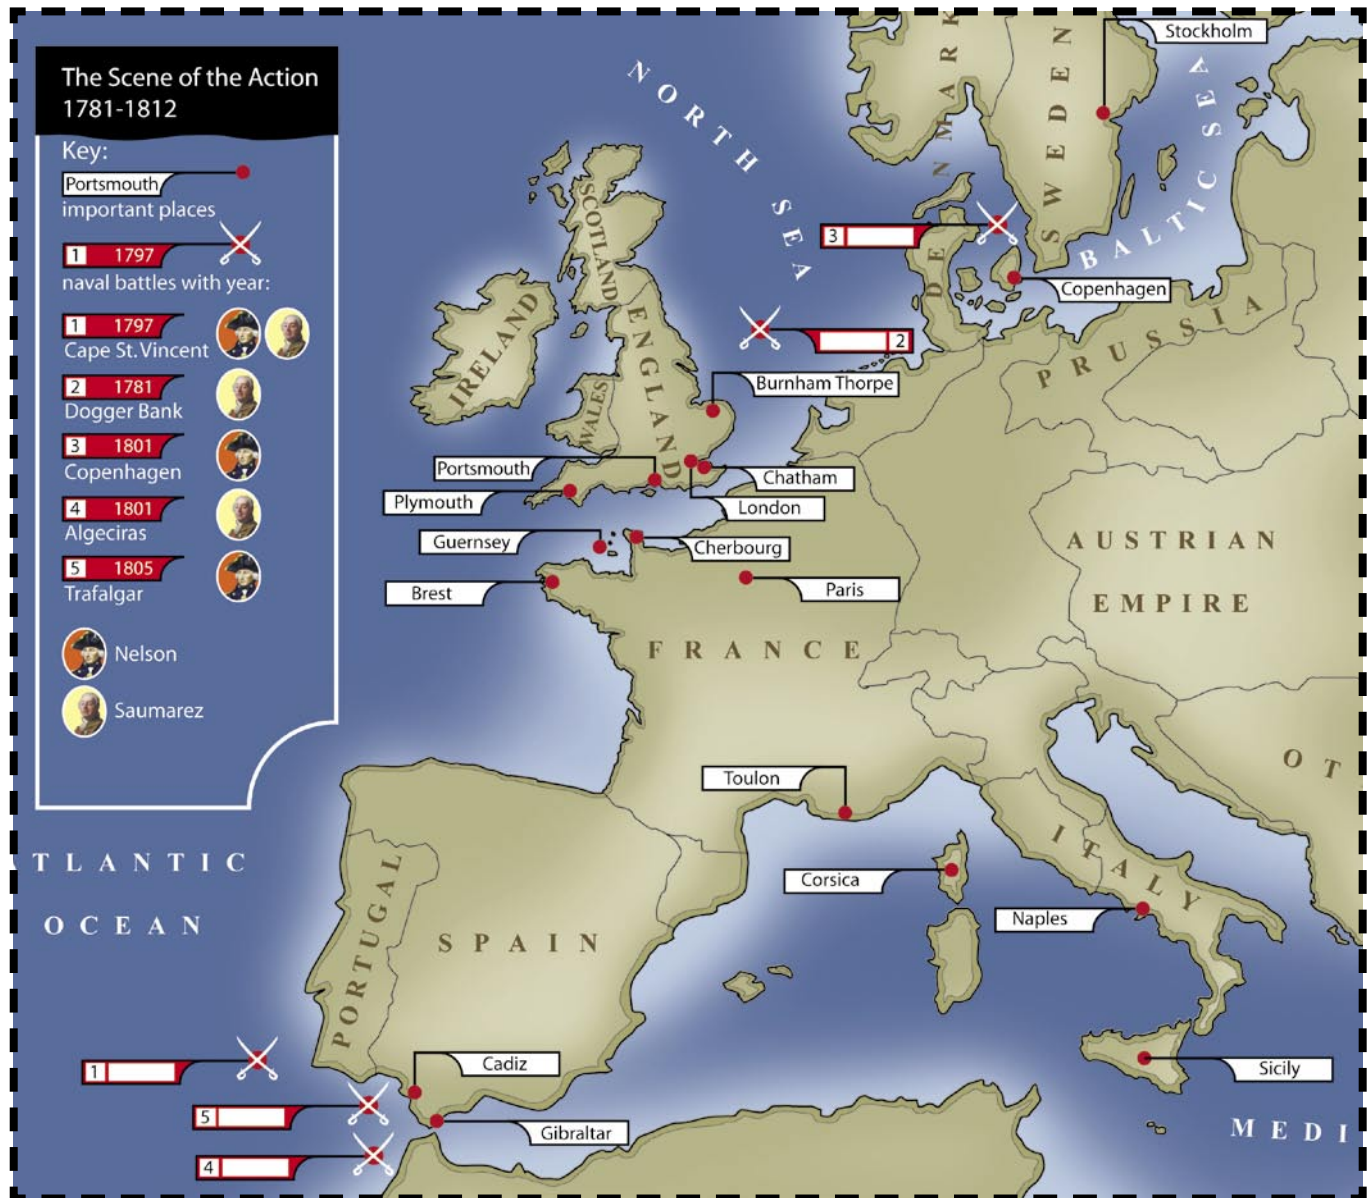 The Scene of the Action
1781-1812
Key:
Portsmouth
important places
1 1797
naval battles with year:
1 1797
Cape St. Vincent
2 1781
Dogger Bank
3 1801
Copenhagen
4 1801
Algeciras
5 1805
Trafalgar
Nelson
Saumarez
Stockholm
NORTH SEA
DENMARK
SWEDEN
BALTIC SEA
3
Copenhagen
SCOTLAND
IRELAND
ENGLAND
WALES
2
PRUSSIA
Burnham Thorpe
Portsmouth
Chatham
Plymouth
London
Guernsey
Cherbourg
Brest
Paris
AUSTRIAN
EMPIRE
FRANCE
OT
Toulon
TLANTIC
OCEAN
Corsica
ITALY
Naples
PORTUGAL
SPAIN
1
Cadiz
Sicily
5
Gibraltar
MEDI
4